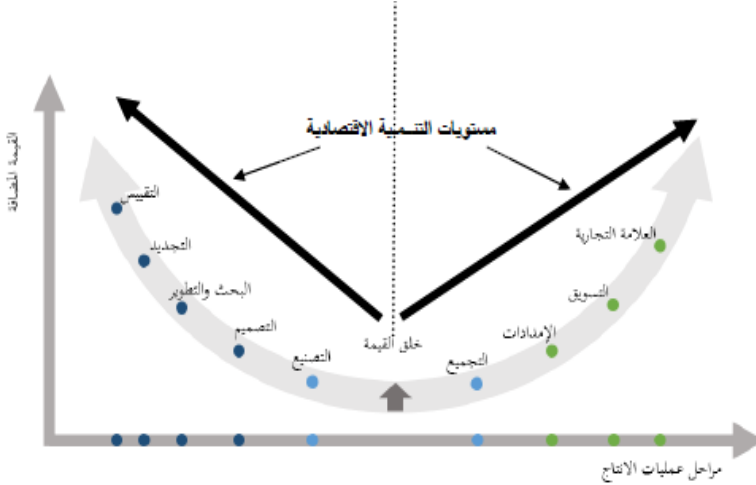 مستويات التنمية الاقتصادية
القيمة المضافة
التقييس
العلامة التجارية
التجديد
البحث والتطوير
التسويق
التصميم
الإمدادات
خلق القيمة
التصنيع
التجميع
مراحل عمليات الانتاج